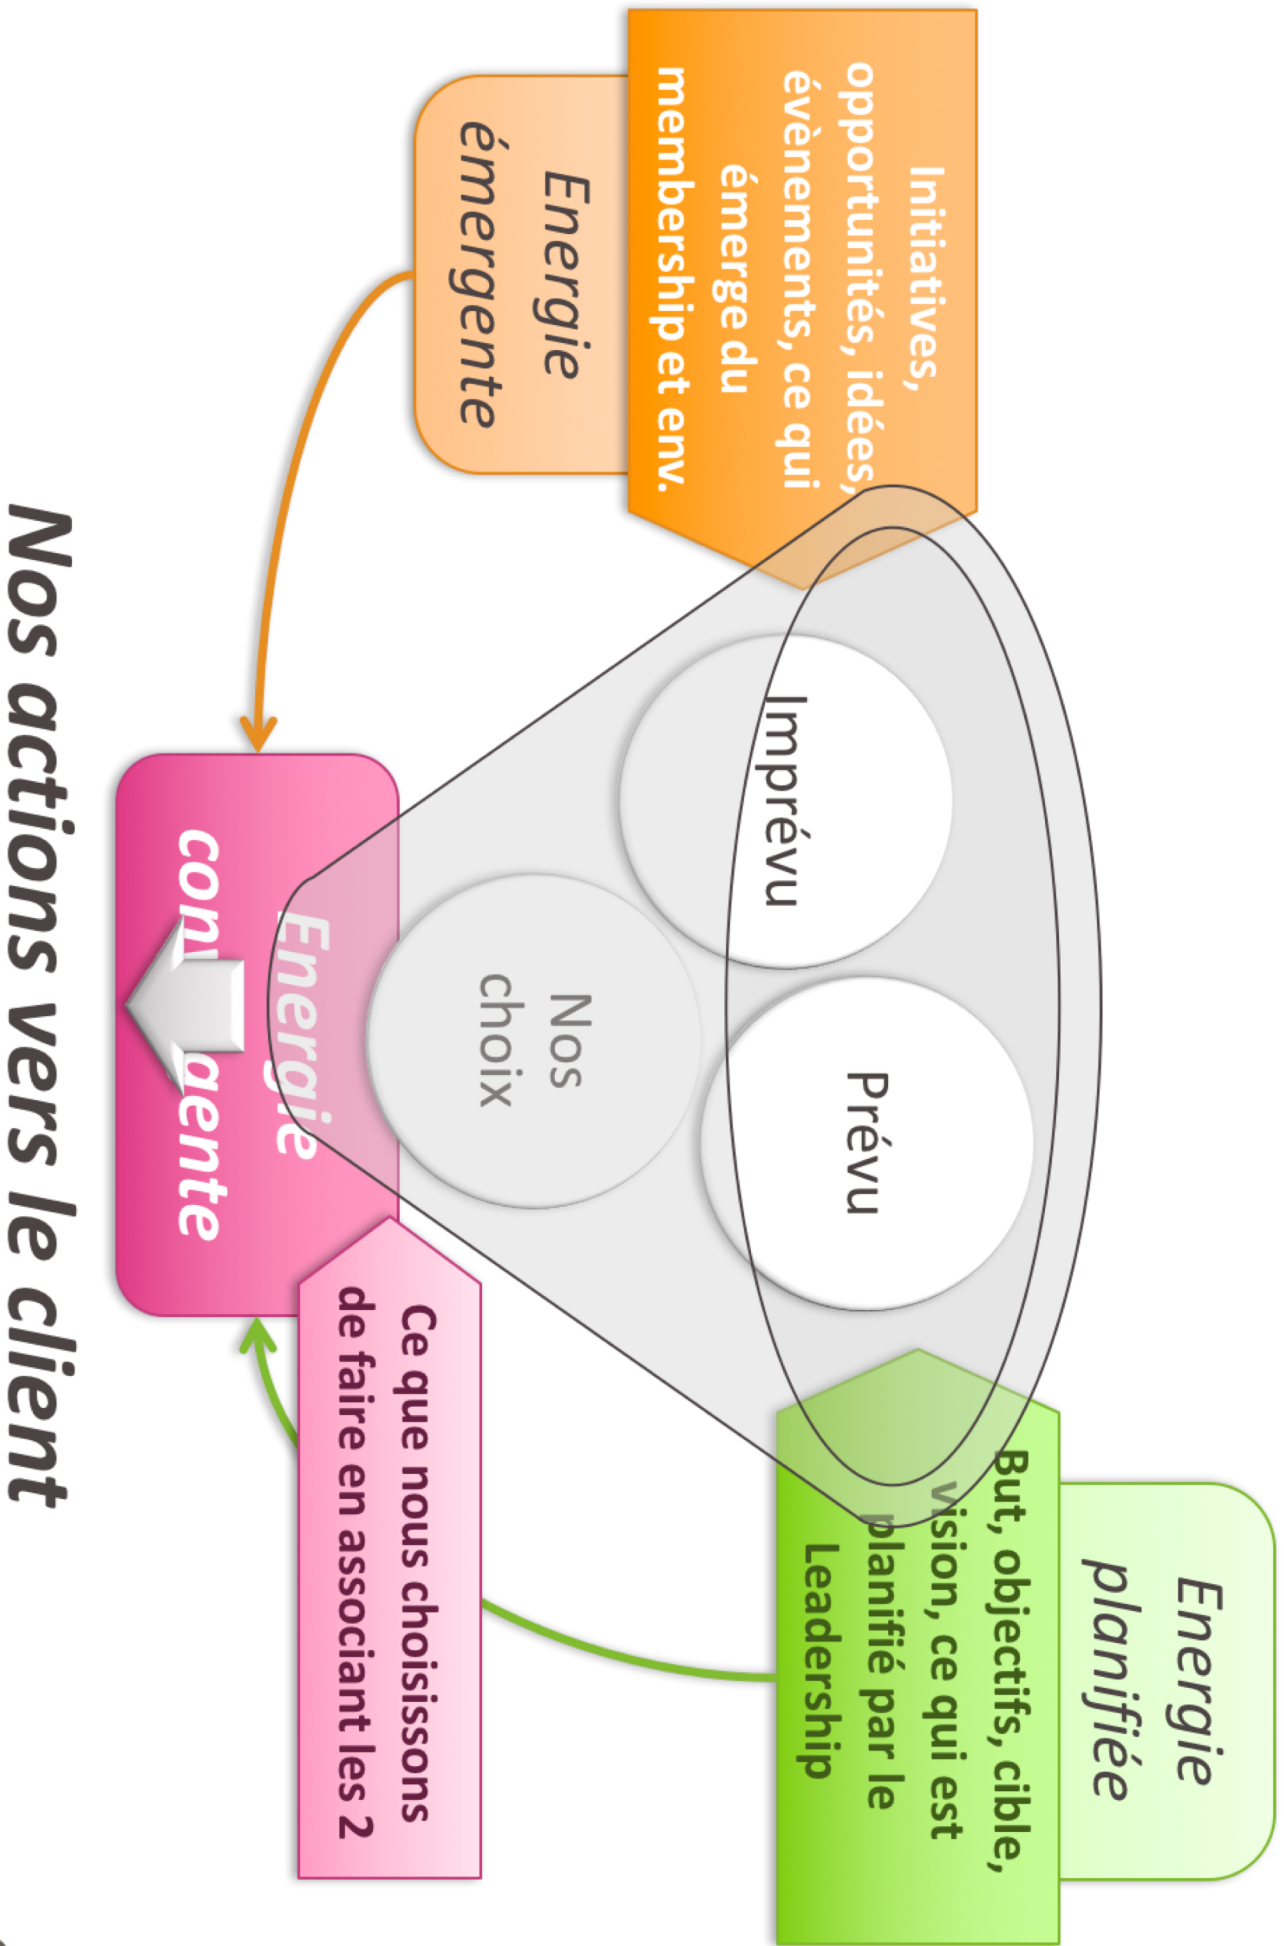 Energie
planifiée
But, objectifs, cible,
vision, ce qui est
planifié par le
Leadership
Initiatives,
opportunités, idées,
évènements, ce qui
émerge du
membership et env.
Energie
émergente
Prévu
Imprévu
Nos
choix
Ce que nous choisissons
de faire en associant les 2
Energie
Nos actions vers le client